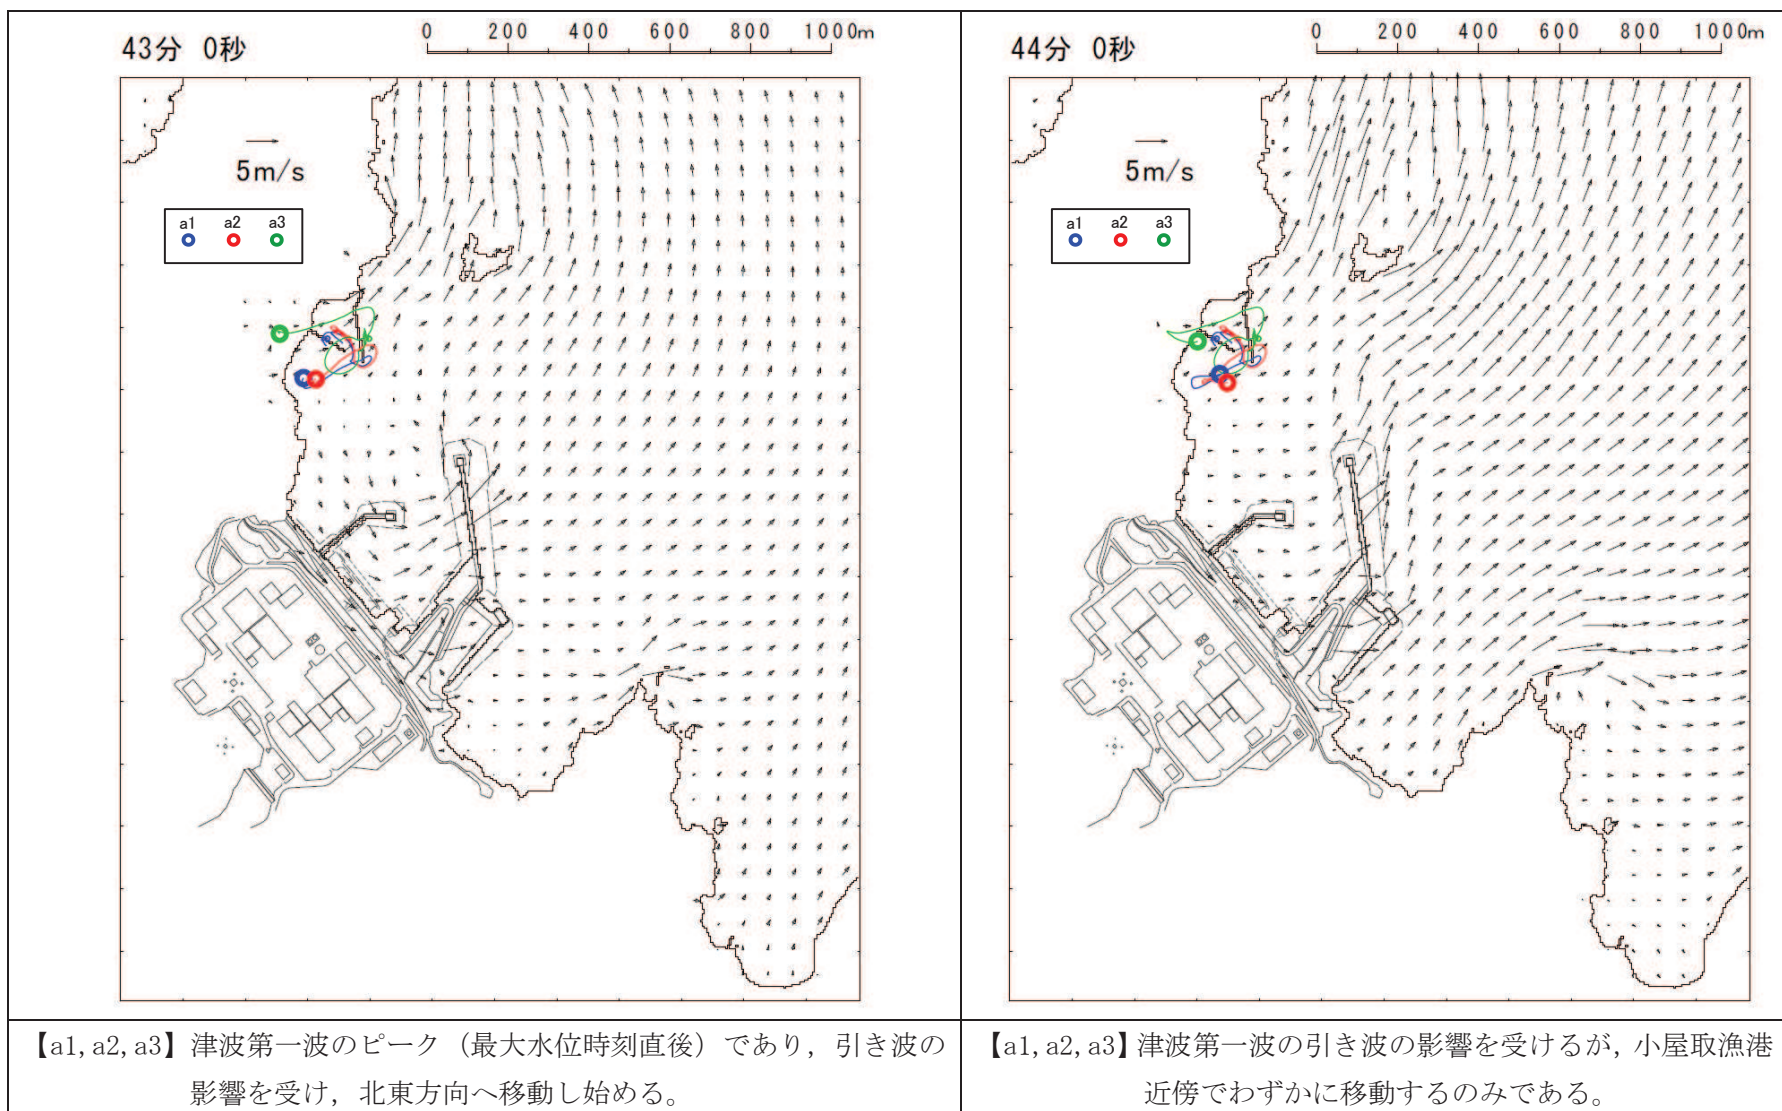 43分 0秒
0 200 400 600 800 1000m
5m/s
a1 a2 a3
【a1,a2,a3】津波第一波のピーク（最大水位時刻直後）であり，引き波の
影響を受け，北東方向へ移動し始める。
44分 0秒
0 200 400 600 800 1000m
5m/s
a1 a2 a3
【a1,a2,a3】津波第一波の引き波の影響を受けるが，小屋取漁港
近傍でわずかに移動するのみである。